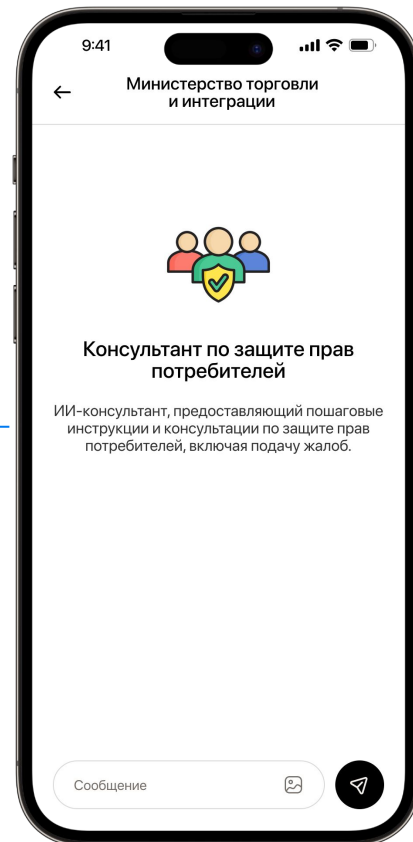 9:41
Министерство торговли
и интеграции
Консультант по защите прав
потребителей
ИИ-консультант, предоставляющий пошаговые
инструкции и консультации по защите прав
потребителей, включая подачу жалоб.
Сообщение